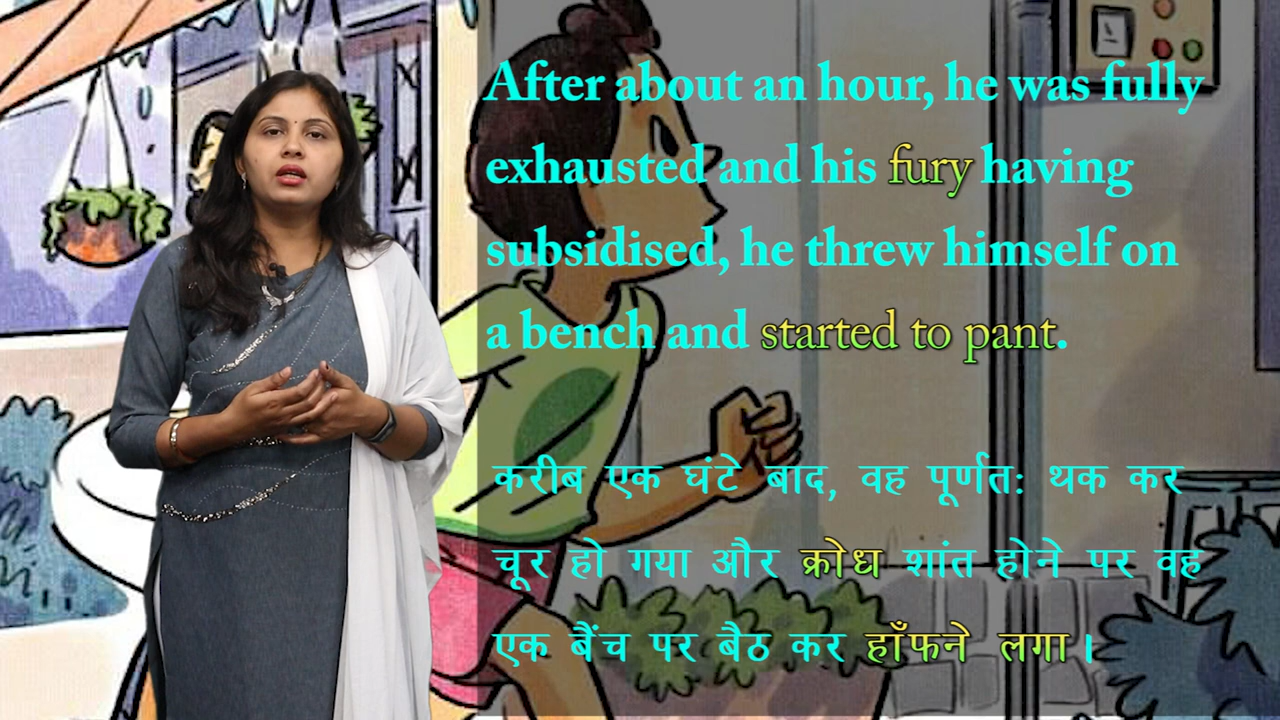 After about an hour, he was fully
exhausted and his fury having
subsidised, he threw himself on
a bench and started to pant.
करीब एक घंटे बाद, वह पूर्णत: थक कर
चूर हो गया और क्रोध शांत होने पर वह
एक बैंच पर बैठ कर हाँफने लगा।